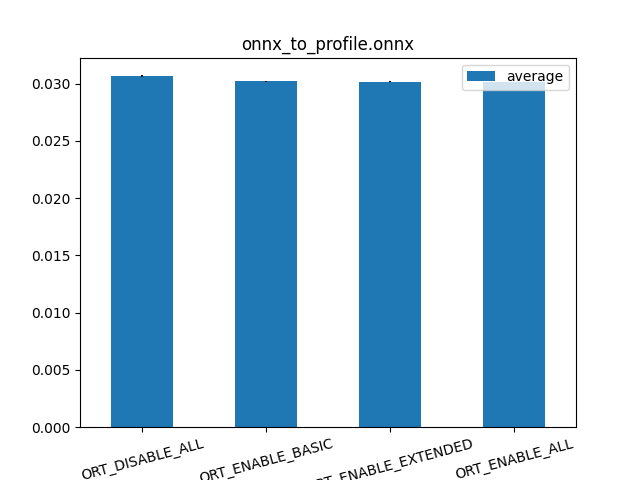 onnx_to_profile.onnx
average
0.030
0.025
0.020
0.015
0.010
0.005
0.000
ORT_DISABLE_ALL
ORT_ENABLE_BASIC
RT_ENABLE_EXTENDED
ORT_ENABLE_ALL